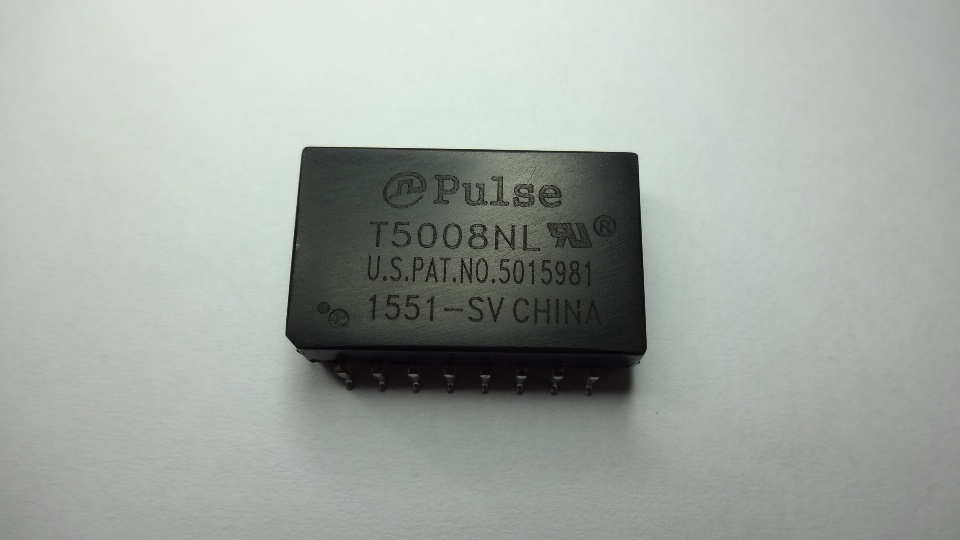 Pulse
T5008NL ®
U.S.PAT.NO.5015981
1551-SV CHINA